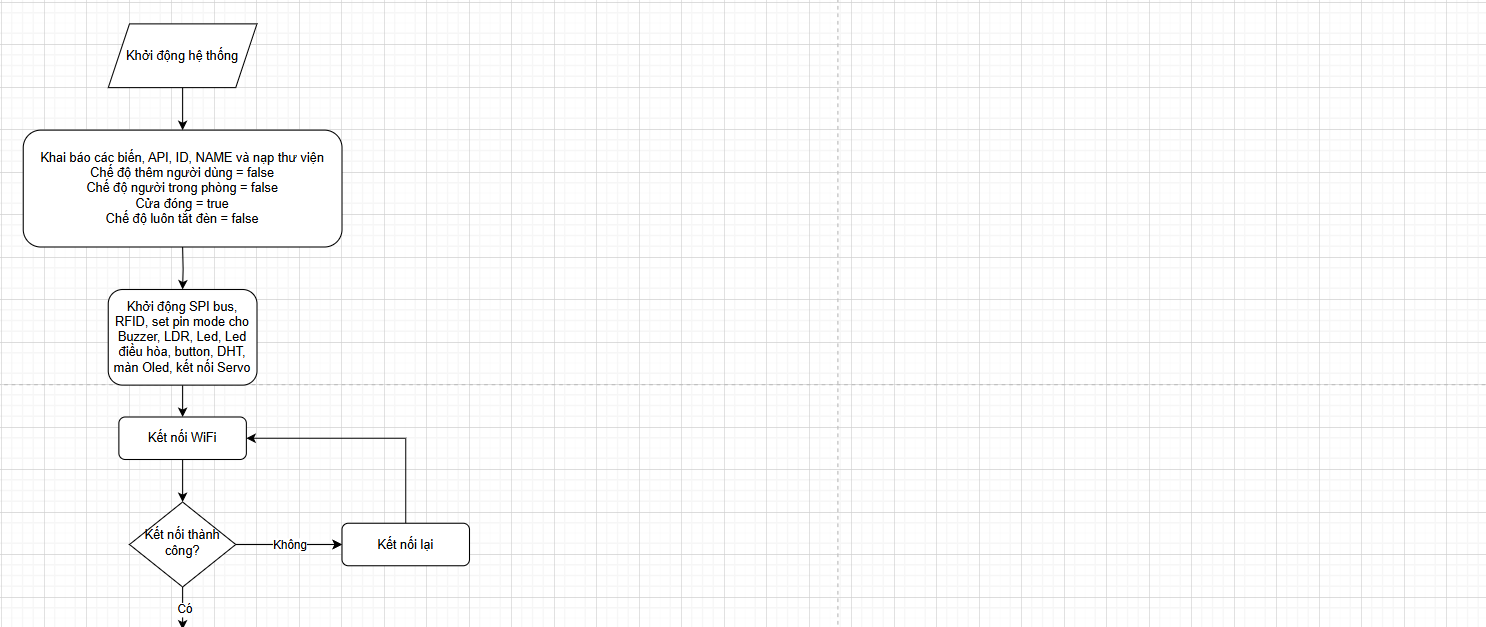 Khởi động hệ thống
Khai báo các biến, API, ID, NAME và nạp thư viện
Chế độ thêm người dùng = false
Chế độ người trong phòng = false
Cửa đóng = true
Chế độ luôn tắt đèn = false
Khởi động SPI bus,
RFID, set pin mode cho
Buzzer, LDR, Led, Led
điều hòa, button, DHT,
màn Oled, kết nối Servo
Kết nối WiFi
Kết nối thành
công?
Không
Kết nối lại
Có